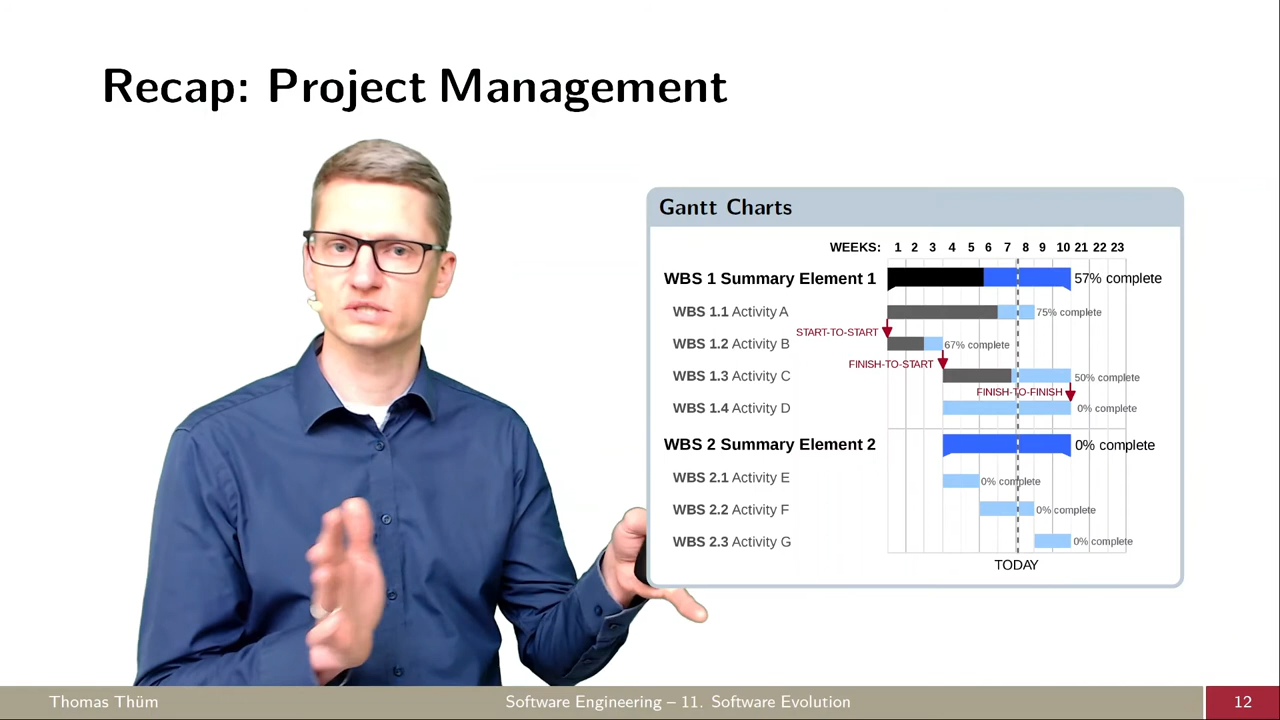 Recap: Project Management
Gantt Charts
WEEKS: 1 2 3 4 5 6 7 8 9 10 21 22 23
WBS 1 Summary Element 1 57% complete
WBS 1.1 Activity A 75% complete
START-TO-START
WBS 1.2 Activity B 67% complete
FINISH-TO-START
WBS 1.3 Activity C 50% complete
FINISH-TO-FINISH
WBS 1.4 Activity D 0% complete
WBS 2 Summary Element 2 0% complete
WBS 2.1 Activity E 0% complete
WBS 2.2 Activity F 0% complete
WBS 2.3 Activity G 0% complete
TODAY
Thomas Thüm Software Engineering – 11. Software Evolution 12